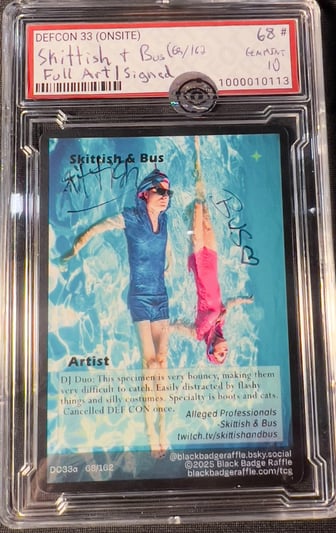 DEFCON 33 (ONSITE)
68 #
Skittish + Bus (68/162
GEM MINT
Full Art | Signed
10
1000010113
Skittish & Bus
Bus
Artist
DJ Duo: This specimen is very bouncy, making them
very difficult to catch. Easily distracted by flashy
things and silly costumes. Specialty is boots and cats.
Cancelled DEF CON once.
Alleged Professionals
-Skittish & Bus
twitch.tv/skittishandbus
@blackbadgeraffle.bsky.social
DC33a 68/162
©2025 Black Badge Raffle
blackbadgeraffle.com/tcg